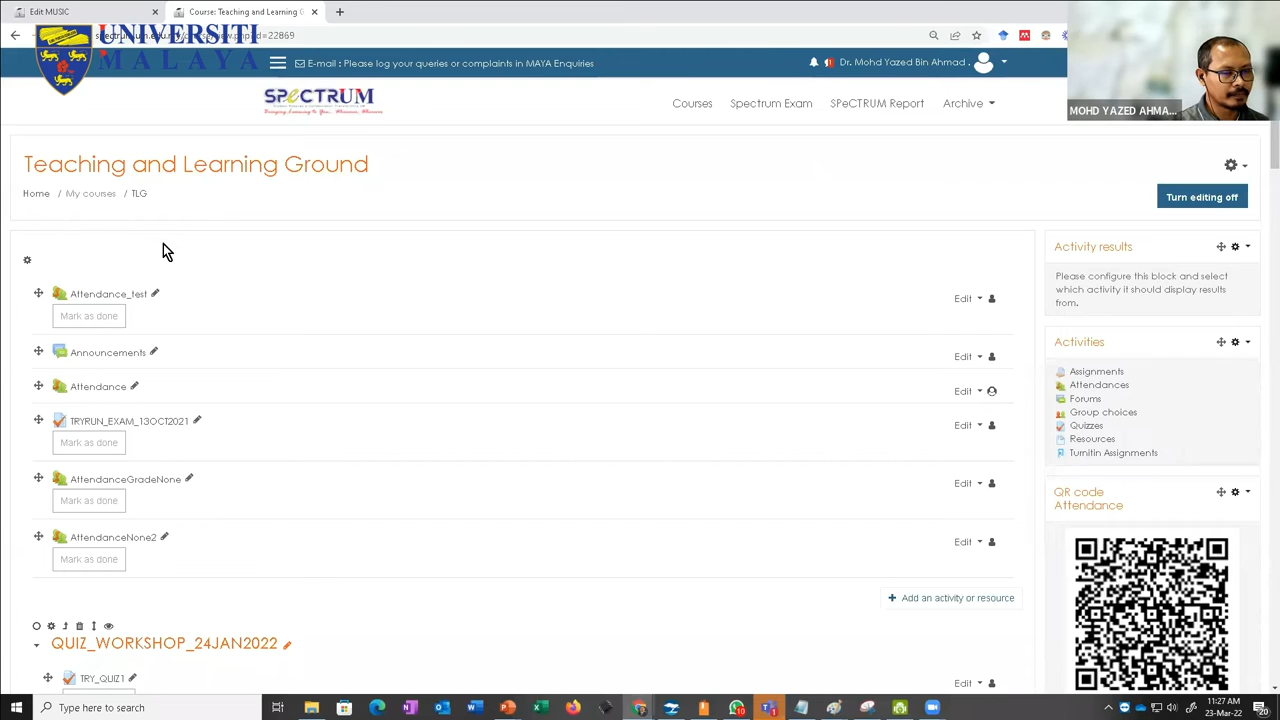 Edit MUSIC
Course: Teaching and Learning G
UNIVERSITI
MALAYA
E-mail : Please log your queries or complaints in MAYA Enquiries
Dr. Mohd Yazed Bin Ahmad .
SPeCTRUM
Courses
Spectrum Exam
SPeCTRUM Report
Archive
MOHD YAZED AHMA...
Teaching and Learning Ground
Home / My courses / TLG
Turn editing off
Attendance_test
Edit
Mark as done
Announcements
Edit
Attendance
Edit
TRYRUN_EXAM_13OCT2021
Edit
Mark as done
AttendanceGradeNone
Edit
Mark as done
AttendanceNone2
Edit
Mark as done
Add an activity or resource
QUIZ_WORKSHOP_24JAN2022
TRY_QUIZ1
Edit
Activity results
Please configure this block and select
which activity it should display results
from.
Activities
Assignments
Attendances
Forums
Group choices
Quizzes
Resources
Turnitin Assignments
QR code
Attendance
Type here to search
11:27 AM
23-Mar-22
20